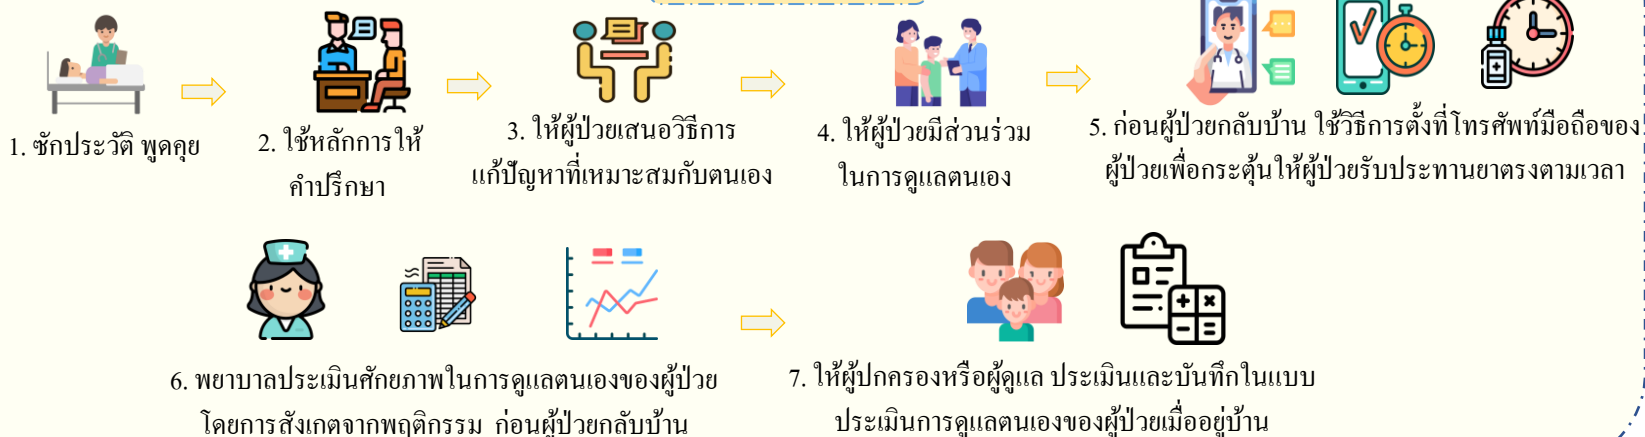 1. ซักประวัติ พูดคุย
2. ใช้หลักการให้
คำปรึกษา
3. ให้ผู้ป่วยเสนอวิธีการ
แก้ปัญหาที่เหมาะสมกับตนเอง
4. ให้ผู้ป่วยมีส่วนร่วม
ในการดูแลตนเอง
5. ก่อนผู้ป่วยกลับบ้าน ใช้วิธีการตั้งที่โทรศัพท์มือถือของ
ผู้ป่วยเพื่อกระตุ้นให้ผู้ป่วยรับประทานยาตรงตามเวลา
6. พยาบาลประเมินศักยภาพในการดูแลตนเองของผู้ป่วย
โดยการสังเกตจากพฤติกรรม ก่อนผู้ป่วยกลับบ้าน
7. ให้ผู้ปกครองหรือผู้ดูแล ประเมินและบันทึกในแบบ
ประเมินการดูแลตนเองของผู้ป่วยเมื่ออยู่บ้าน